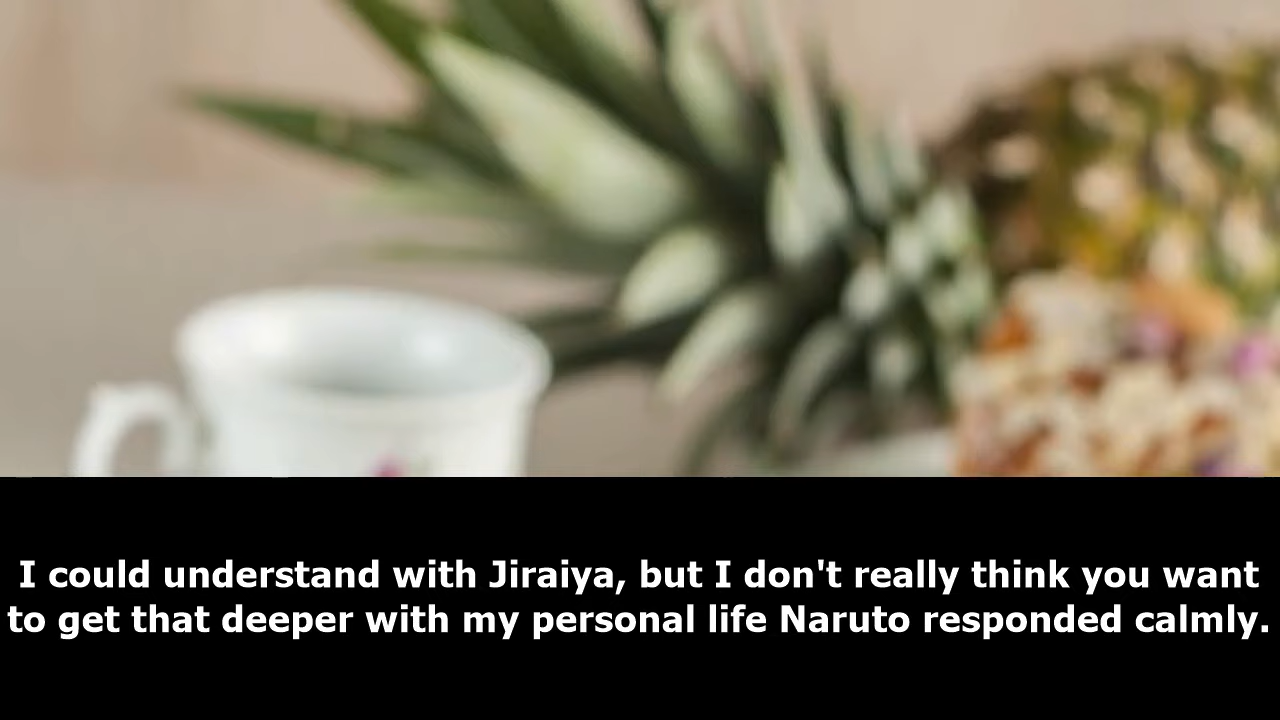 I could understand with Jiraiya, but I don't really think you want
to get that deeper with my personal life Naruto responded calmly.